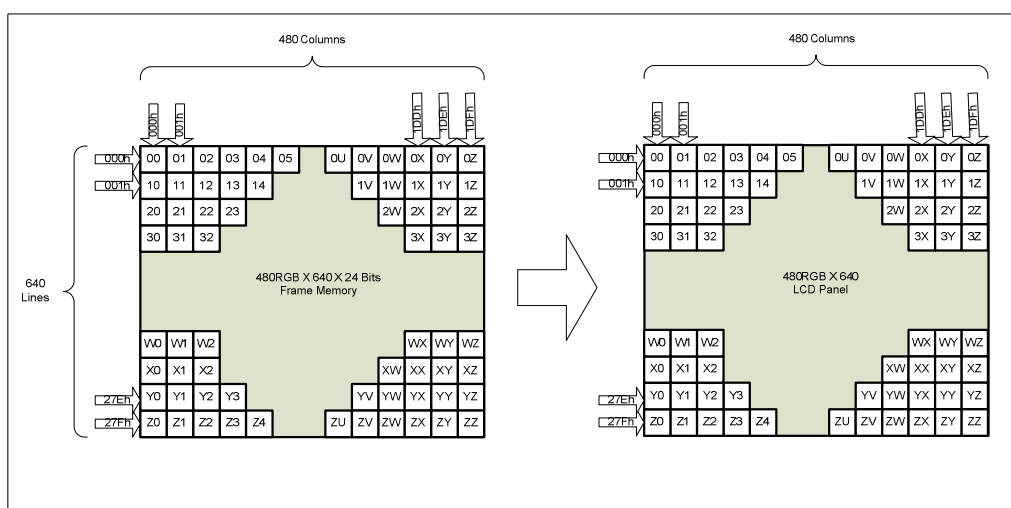 480 Columns
000h 001h 1DDh 1DEh 1DFh
000h 00 01 02 03 04 05 0U 0V 0W 0X 0Y 0Z
001h 10 11 12 13 14 1V 1W 1X 1Y 1Z
20 21 22 23 2W 2X 2Y 2Z
30 31 32 3X 3Y 3Z
640
Lines
480RGB X 640 X 24 Bits
Frame Memory
W0 W1 W2 WX WY WZ
X0 X1 X2 XW XX XY XZ
27Eh Y0 Y1 Y2 Y3 YV YW YX YY YZ
27Fh Z0 Z1 Z2 Z3 Z4 ZU ZV ZW ZX ZY ZZ
480 Columns
000h 001h 1DDh 1DEh 1DFh
000h 00 01 02 03 04 05 0U 0V 0W 0X 0Y 0Z
001h 10 11 12 13 14 1V 1W 1X 1Y 1Z
20 21 22 23 2W 2X 2Y 2Z
30 31 32 3X 3Y 3Z
480RGB X 640
LCD Panel
W0 W1 W2 WX WY WZ
X0 X1 X2 XW XX XY XZ
27Eh Y0 Y1 Y2 Y3 YV YW YX YY YZ
27Fh Z0 Z1 Z2 Z3 Z4 ZU ZV ZW ZX ZY ZZ